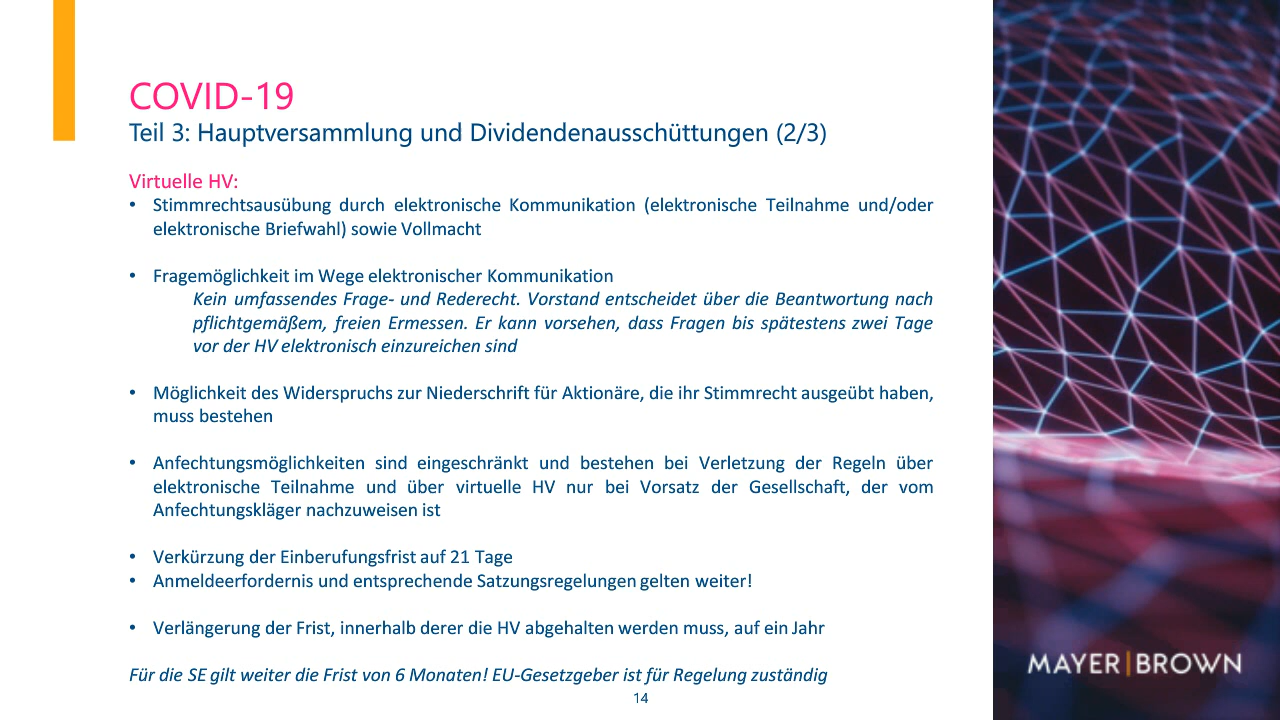 COVID-19
Teil 3: Hauptversammlung und Dividendenausschüttungen (2/3)
Virtuelle HV:
• Stimmrechtsausübung durch elektronische Kommunikation (elektronische Teilnahme und/oder
elektronische Briefwahl) sowie Vollmacht
• Fragemöglichkeit im Wege elektronischer Kommunikation
Kein umfassendes Frage- und Rederecht. Vorstand entscheidet über die Beantwortung nach
pflichtgemäßem, freien Ermessen. Er kann vorsehen, dass Fragen bis spätestens zwei Tage
vor der HV elektronisch einzureichen sind
• Möglichkeit des Widerspruchs zur Niederschrift für Aktionäre, die ihr Stimmrecht ausgeübt haben,
muss bestehen
• Anfechtungsmöglichkeiten sind eingeschränkt und bestehen bei Verletzung der Regeln über
elektronische Teilnahme und über virtuelle HV nur bei Vorsatz der Gesellschaft, der vom
Anfechtungskläger nachzuweisen ist
• Verkürzung der Einberufungsfrist auf 21 Tage
• Anmeldeerfordernis und entsprechende Satzungsregelungen gelten weiter!
• Verlängerung der Frist, innerhalb derer die HV abgehalten werden muss, auf ein Jahr
Für die SE gilt weiter die Frist von 6 Monaten! EU-Gesetzgeber ist für Regelung zuständig
14
MAYER|BROWN